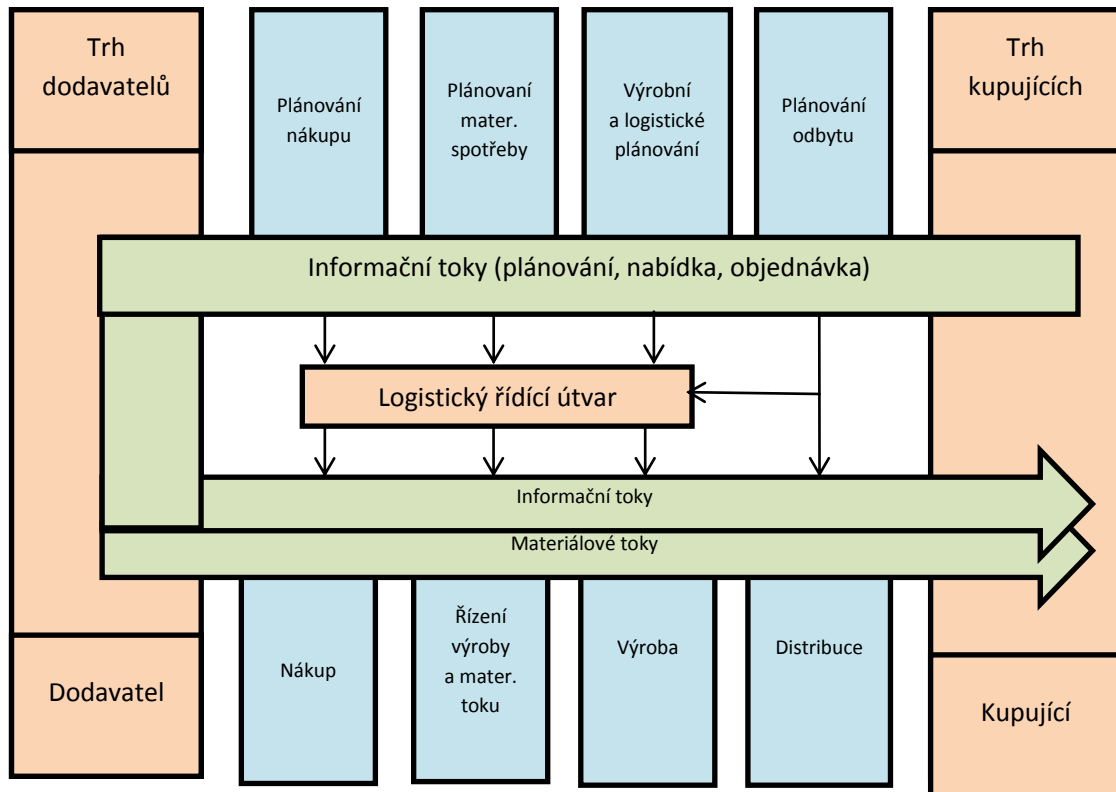 Trh
dodavatelů
Plánování
nákupu
Plánovaní
mater.
spotřeby
Výrobní
a logistické
plánování
Plánování
odbytu
Trh
kupujících
Informační toky (plánování, nabídka, objednávka)
Logistický řídící útvar
Informační toky
Materiálové toky
Dodavatel
Nákup
Řízení
výroby
a mater.
toku
Výroba
Distribuce
Kupující